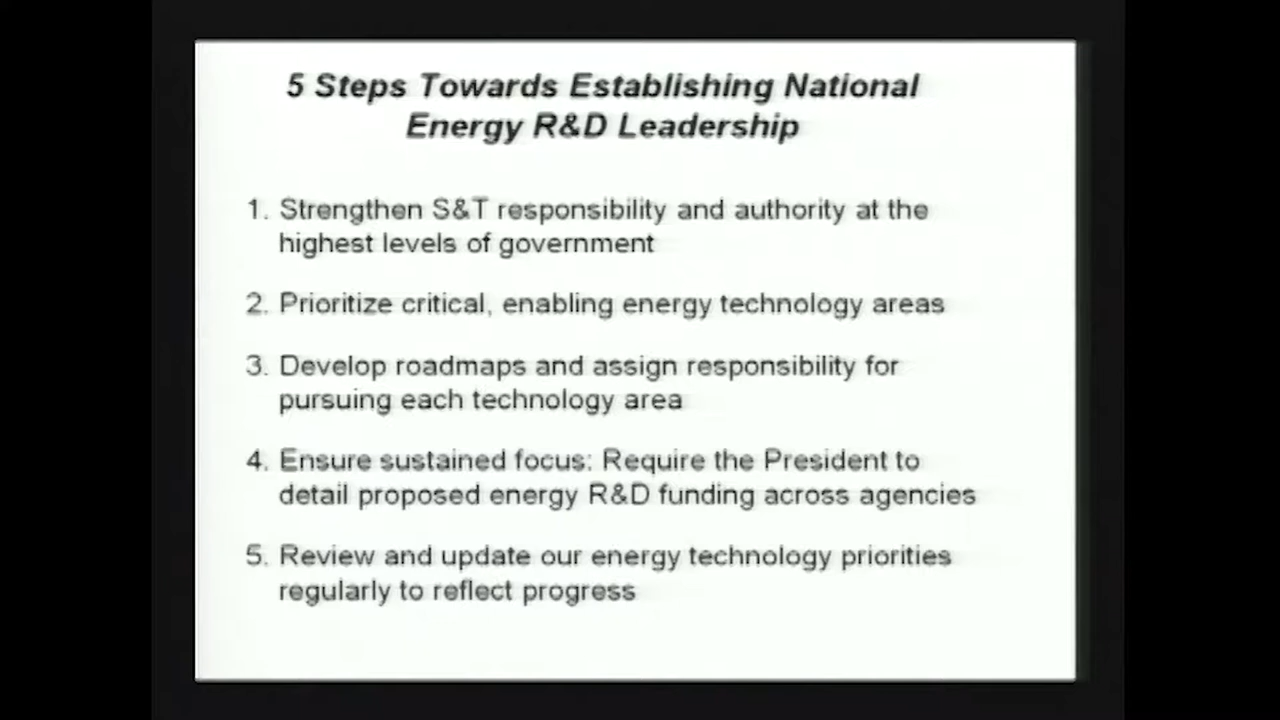 5 Steps Towards Establishing National
Energy R&D Leadership
1. Strengthen S&T responsibility and authority at the
highest levels of government
2. Prioritize critical, enabling energy technology areas
3. Develop roadmaps and assign responsibility for
pursuing each technology area
4. Ensure sustained focus: Require the President to
detail proposed energy R&D funding across agencies
5. Review and update our energy technology priorities
regularly to reflect progress